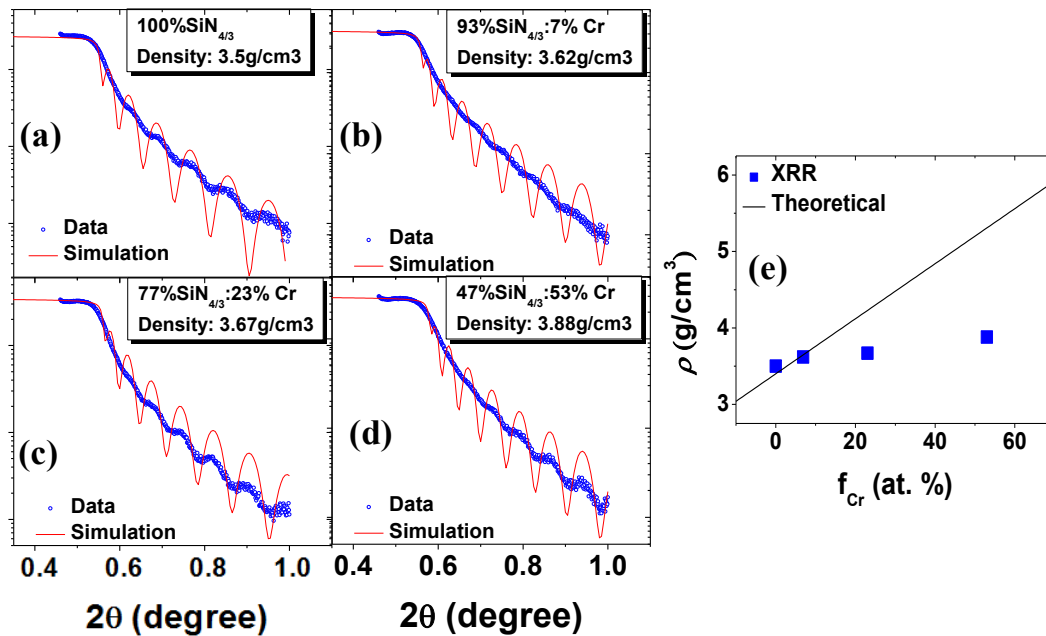 100%SiN4/3
Density: 3.5g/cm3
(a)
Data
Simulation
93%SiN4/3:7% Cr
Density: 3.62g/cm3
(b)
Data
Simulation
77%SiN4/3:23% Cr
Density: 3.67g/cm3
(c)
Data
Simulation
0.4 0.6 0.8 1.0
2θ (degree)
47%SiN4/3:53% Cr
Density: 3.88g/cm3
(d)
Data
Simulation
0.4 0.6 0.8 1.0
2θ (degree)
XRR
Theoretical
(e)
6
5
4
3
ρ (g/cm3)
0 20 40 60
fCr (at. %)